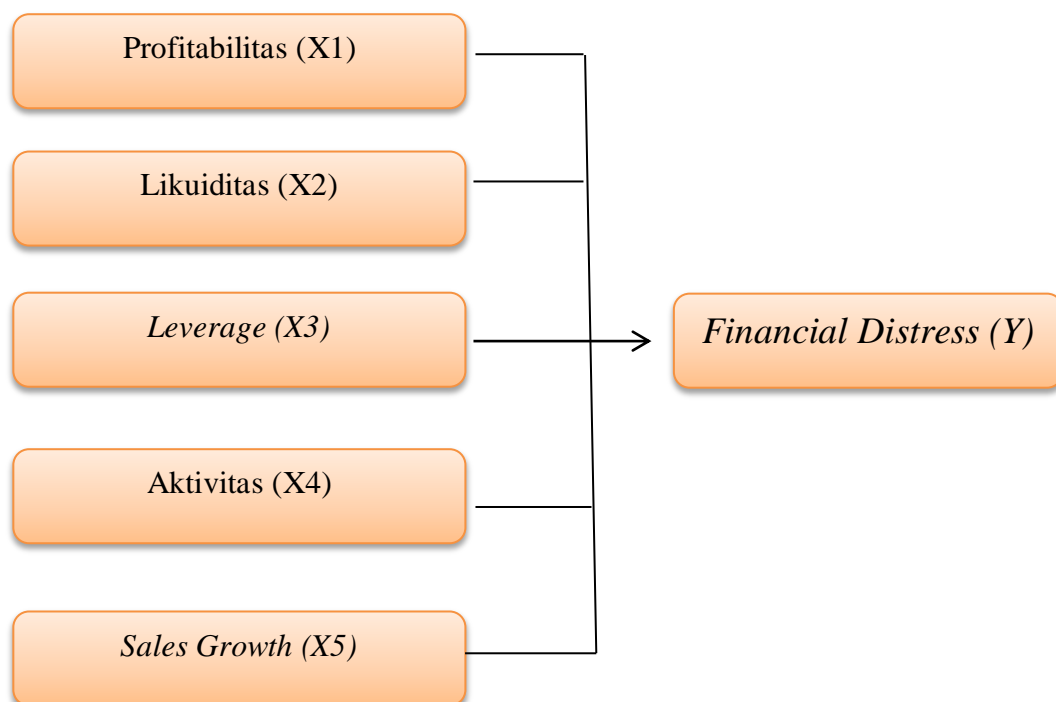 Profitabilitas (X1)
Likuiditas (X2)
Leverage (X3)
Financial Distress (Y)
Aktivitas (X4)
Sales Growth (X5)